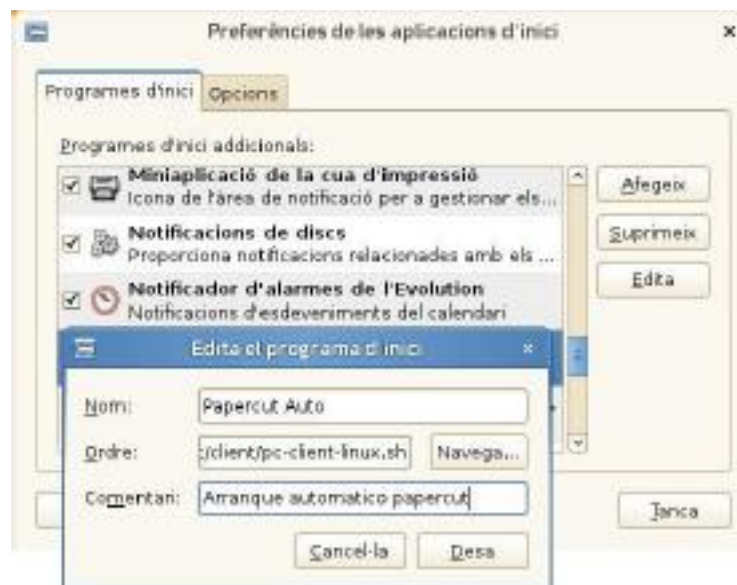 Preferències de les aplicacions d'inici
Programes d'inici
Opcions
Programes d'inici addicionals:
Miniaplicació de la cua d'impressió
Icona de l'àrea de notificació per a gestionar els...
Notificacions de discs
Proporciona notificacions relacionades amb els ...
Notificador d'alarmes de l'Evolution
Notificacions d'esdeveniments del calendari
Afegeix
Suprimeix
Edita
Edita el programa d'inici
Nom: Papercut Auto
Ordre: :/client/pc-client-linux.sh Navega...
Comentari: Arranque automatico papercut
Cancel·la Desa
Tanca